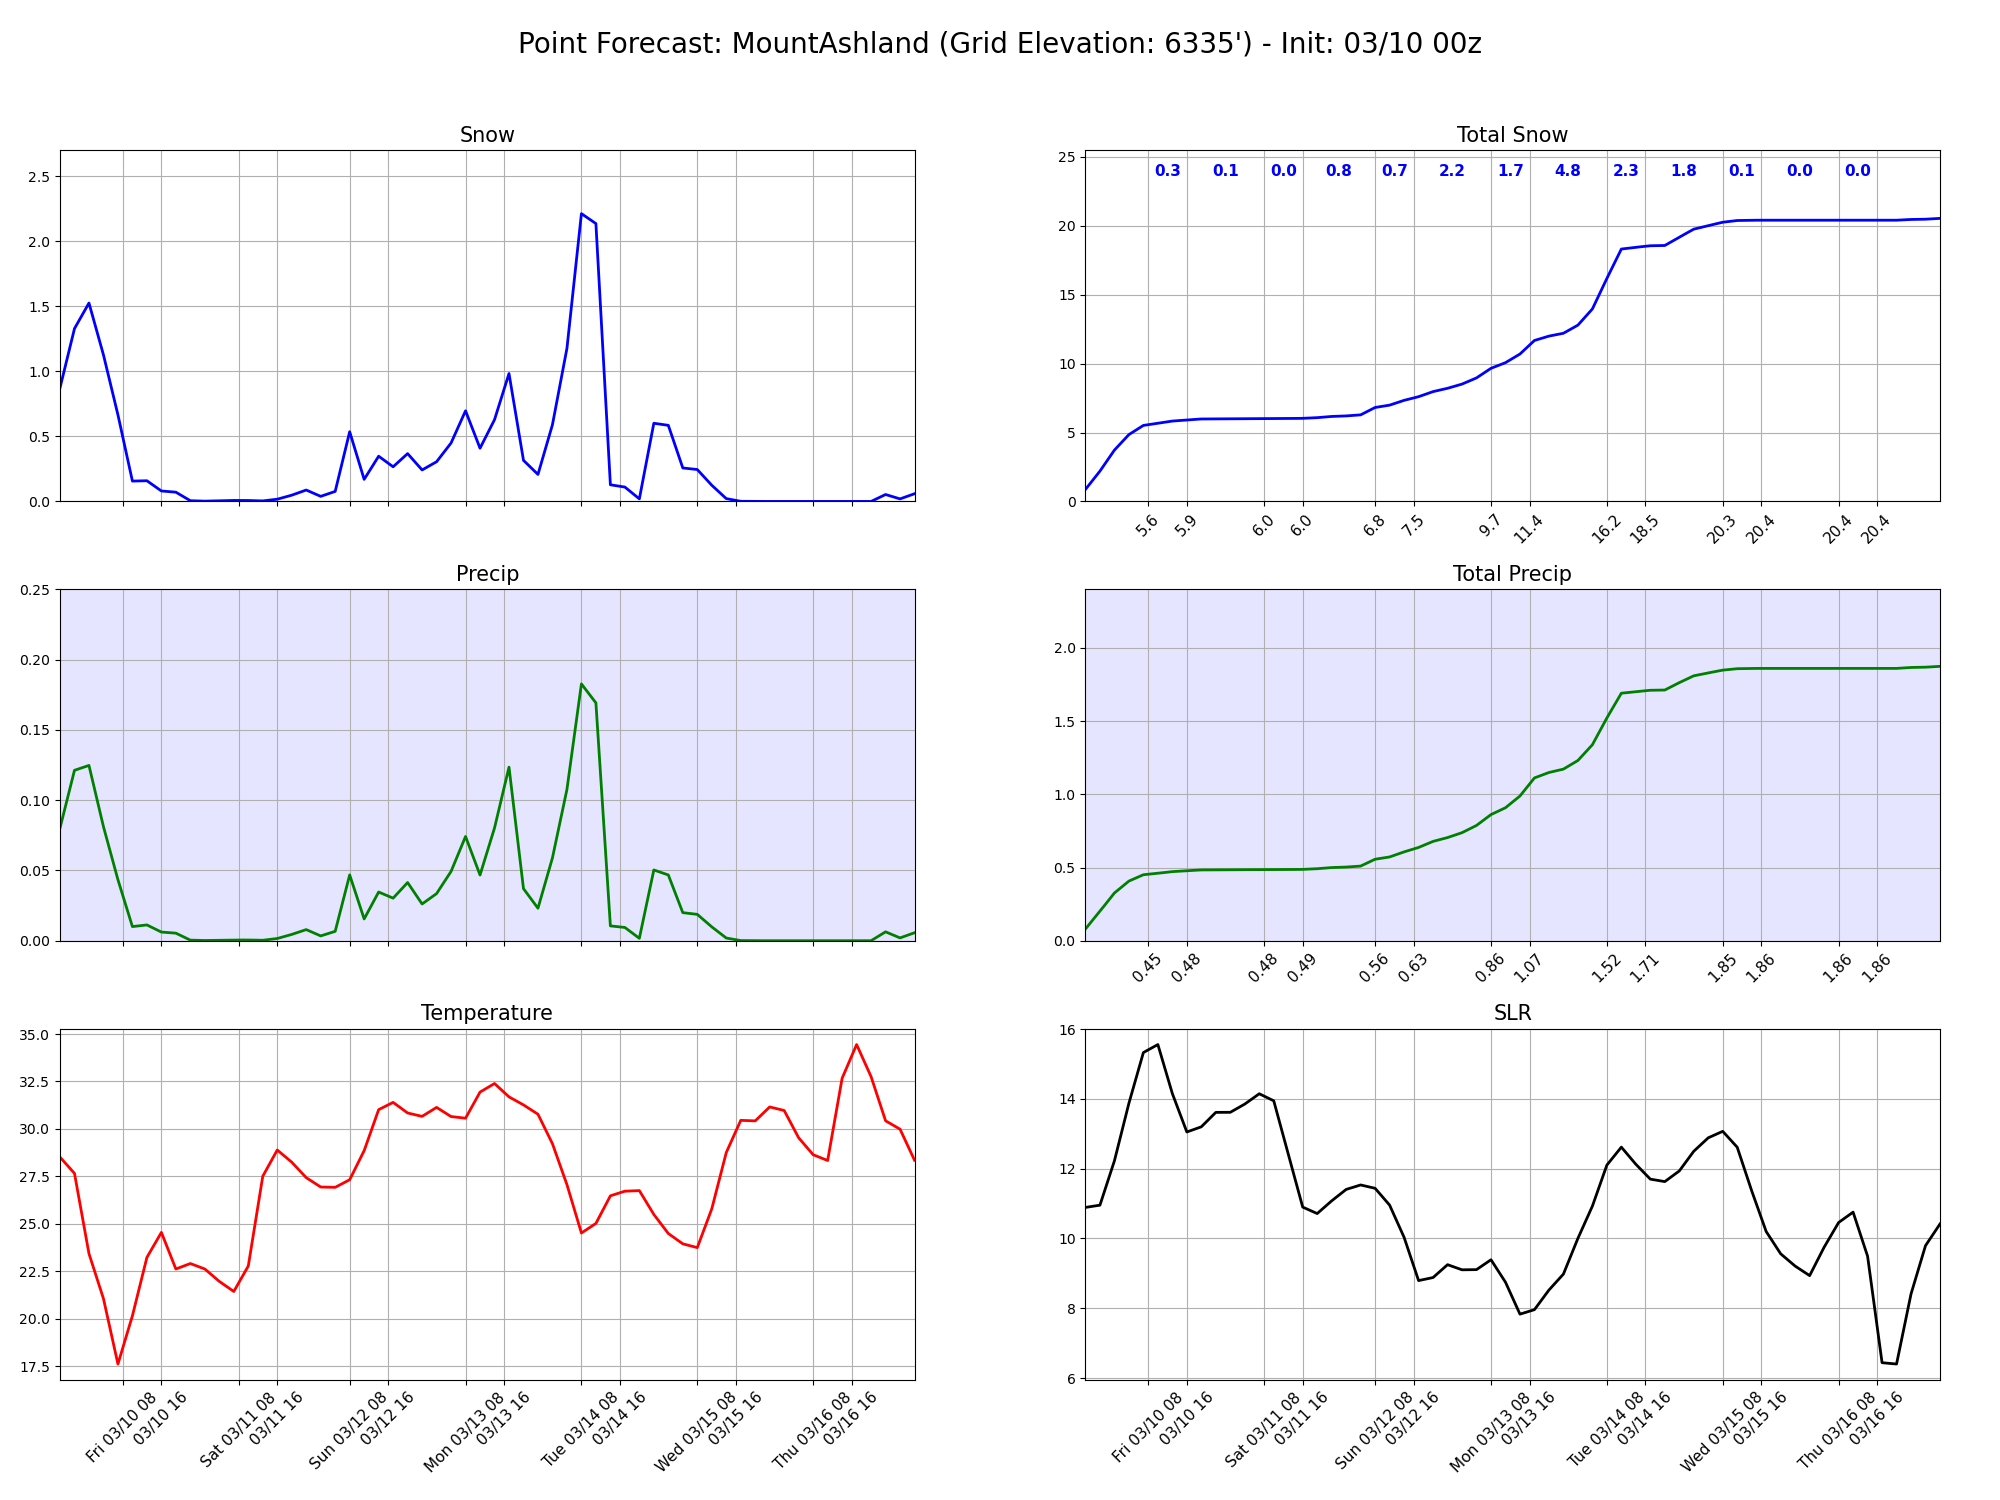 Point Forecast: MountAshland (Grid Elevation: 6335') - Init: 03/10 00z
Snow
2.5
2.0
1.5
1.0
0.5
0.0
Total Snow
0.3 0.1 0.0 0.8 0.7 2.2 1.7 4.8 2.3 1.8 0.1 0.0 0.0
25
20
15
10
5
0
5.6 5.9 6.0 6.0 6.8 7.5 9.7 11.4 16.2 18.5 20.3 20.4 20.4 20.4
Precip
0.25
0.20
0.15
0.10
0.05
0.00
Total Precip
2.0
1.5
1.0
0.5
0.0
0.45 0.48 0.48 0.49 0.56 0.63 0.86 1.07 1.52 1.71 1.85 1.86 1.86 1.86
Temperature
35.0
32.5
30.0
27.5
25.0
22.5
20.0
17.5
Fri 03/10 08
03/10 16
Sat 03/11 08
03/11 16
Sun 03/12 08
03/12 16
Mon 03/13 08
03/13 16
Tue 03/14 08
03/14 16
Wed 03/15 08
03/15 16
Thu 03/16 08
03/16 16
SLR
16
14
12
10
8
6
Fri 03/10 08
03/10 16
Sat 03/11 08
03/11 16
Sun 03/12 08
03/12 16
Mon 03/13 08
03/13 16
Tue 03/14 08
03/14 16
Wed 03/15 08
03/15 16
Thu 03/16 08
03/16 16